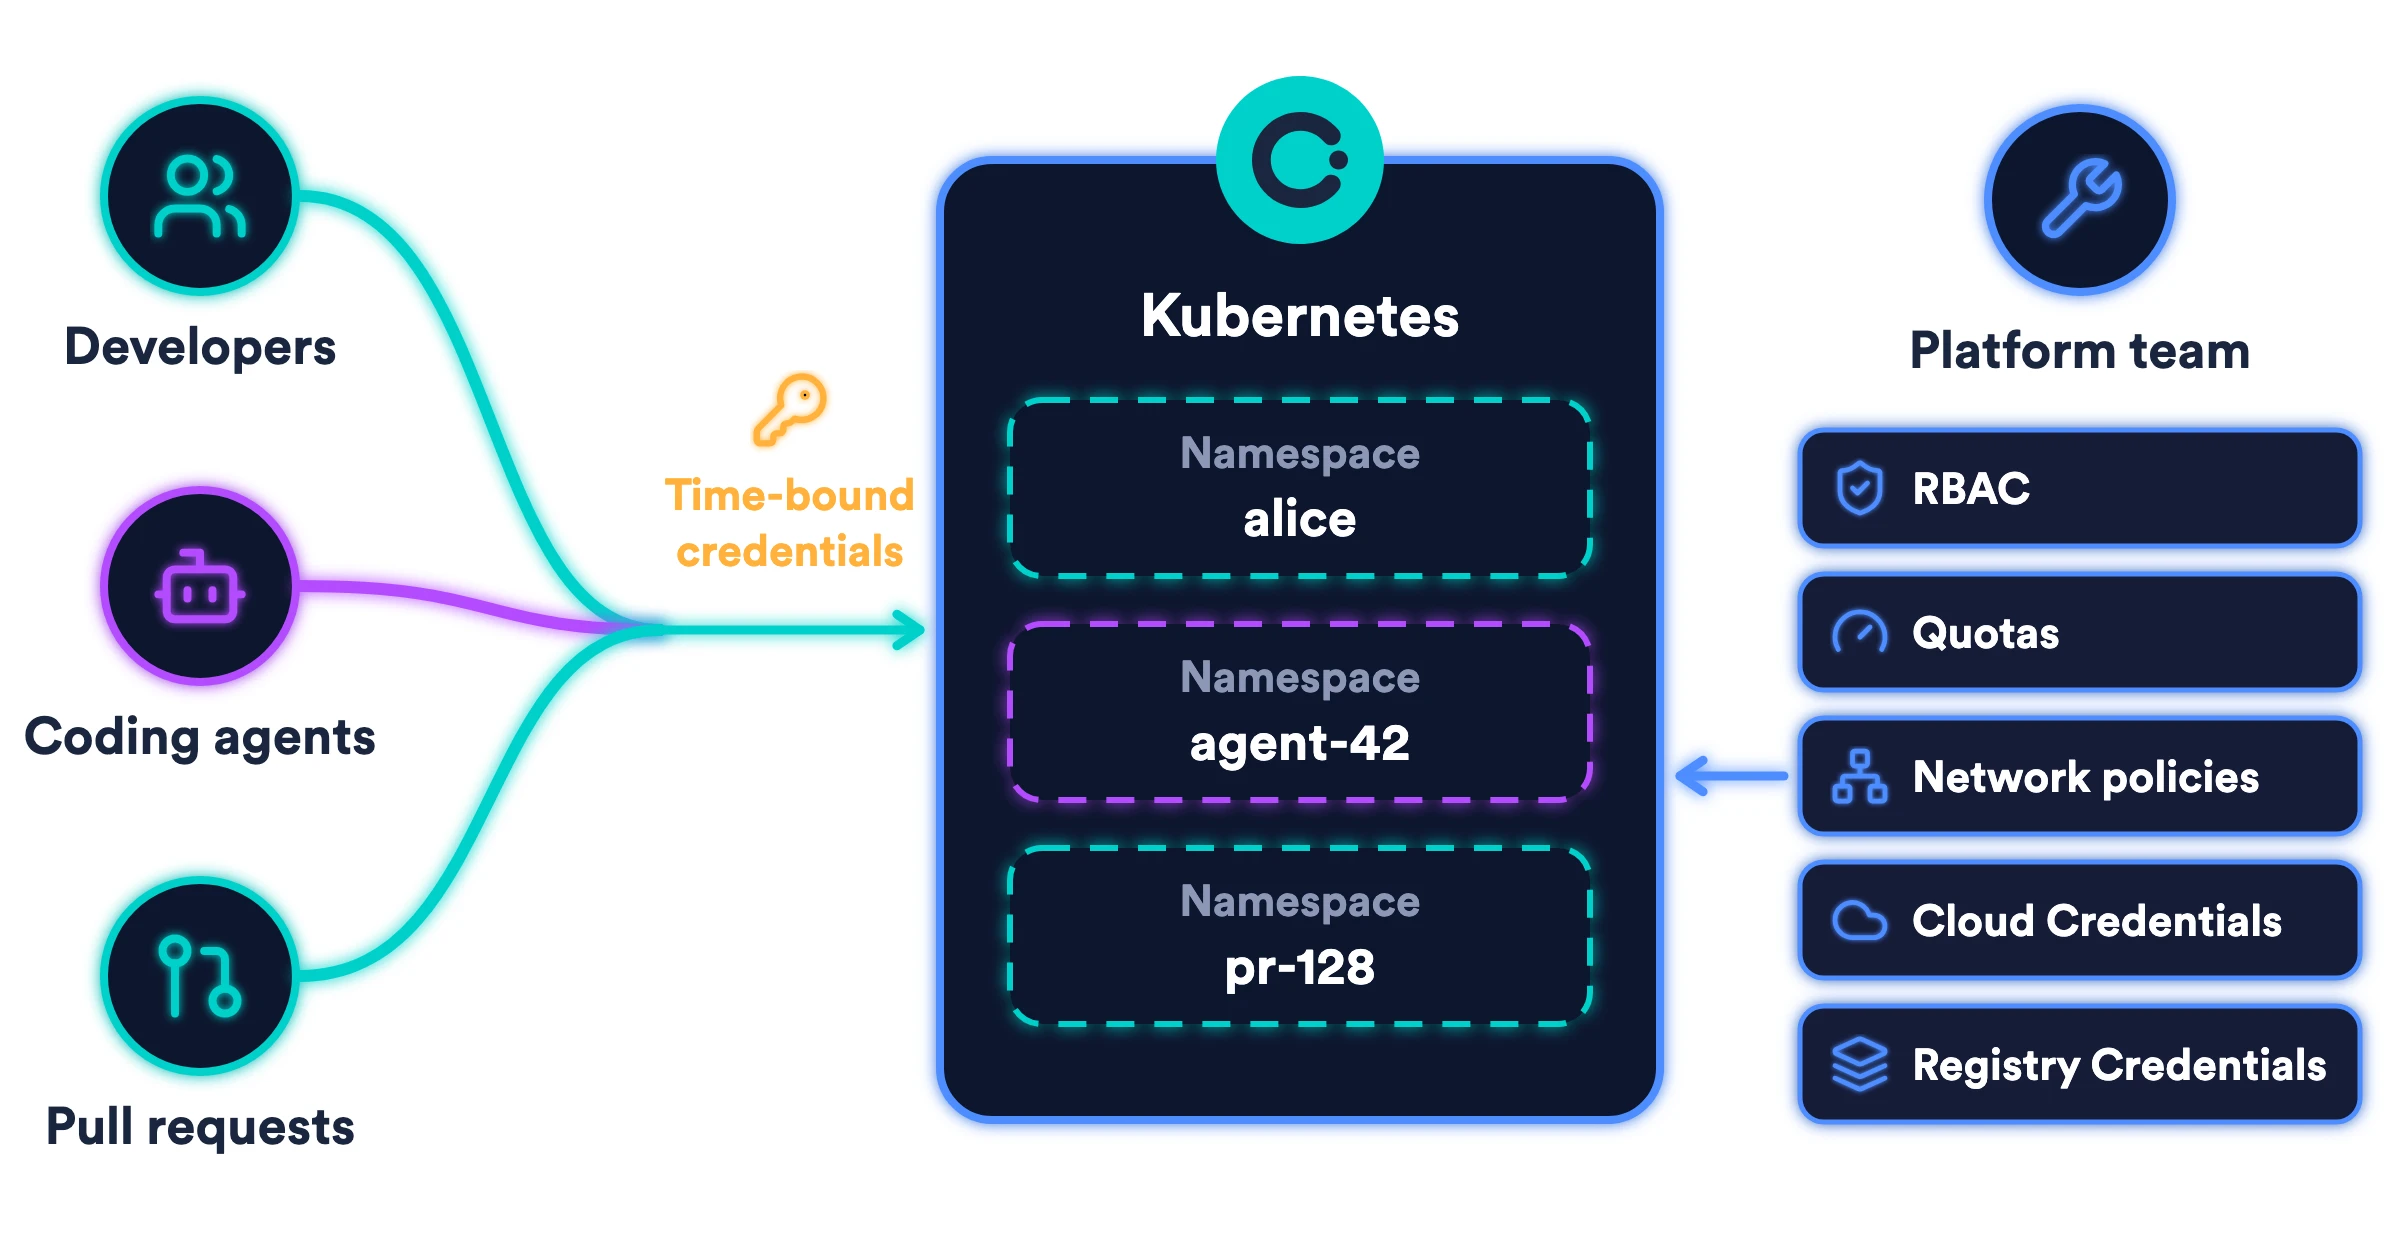 Developers
Coding agents
Pull requests
Time-bound
credentials
Kubernetes
Namespace
alice
Namespace
agent-42
Namespace
pr-128
Platform team
RBAC
Quotas
Network policies
Cloud Credentials
Registry Credentials